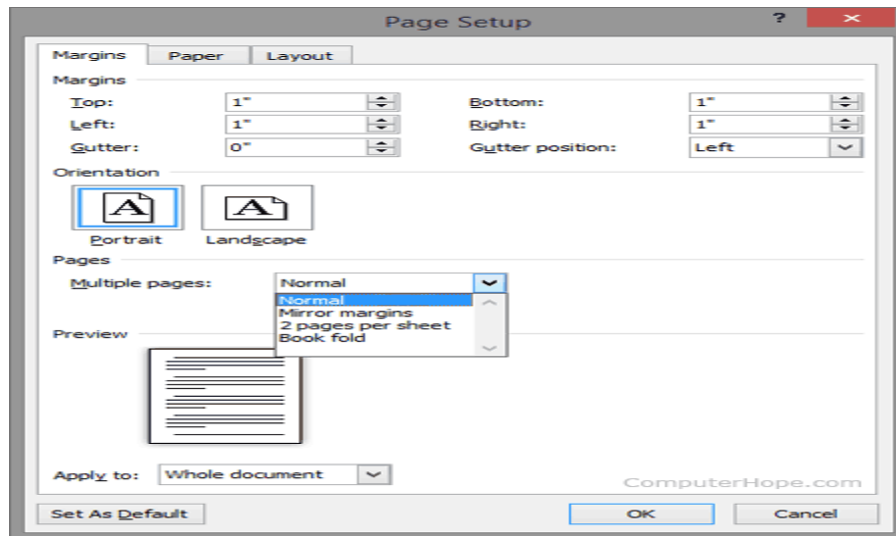 Page Setup ?
Margins Paper Layout
Margins
Top: 1" Bottom: 1"
Left: 1" Right: 1"
Gutter: 0" Gutter position: Left
Orientation
A A
Portrait Landscape
Pages
Multiple pages: Normal
Normal
Mirror margins
2 pages per sheet
Book fold
Preview
Apply to: Whole document
ComputerHope.com
Set As Default OK Cancel